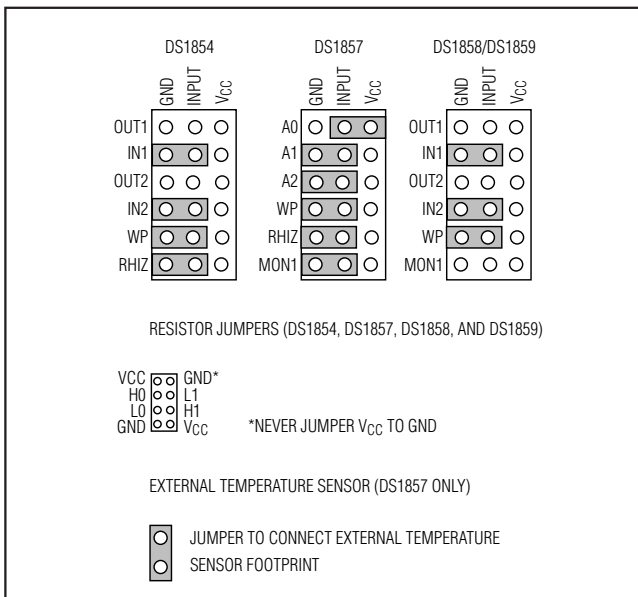 DS1854 DS1857 DS1858/DS1859
GND INPUT VCC GND INPUT VCC GND INPUT VCC
OUT1 A0 OUT1
IN1 A1 IN1
OUT2 A2 OUT2
IN2 WP IN2
WP RHIZ WP
RHIZ MON1 MON1
RESISTOR JUMPERS (DS1854, DS1857, DS1858, AND DS1859)
VCC GND*
H0 L1
L0 H1
GND VCC *NEVER JUMPER VCC TO GND
EXTERNAL TEMPERATURE SENSOR (DS1857 ONLY)
JUMPER TO CONNECT EXTERNAL TEMPERATURE
SENSOR FOOTPRINT